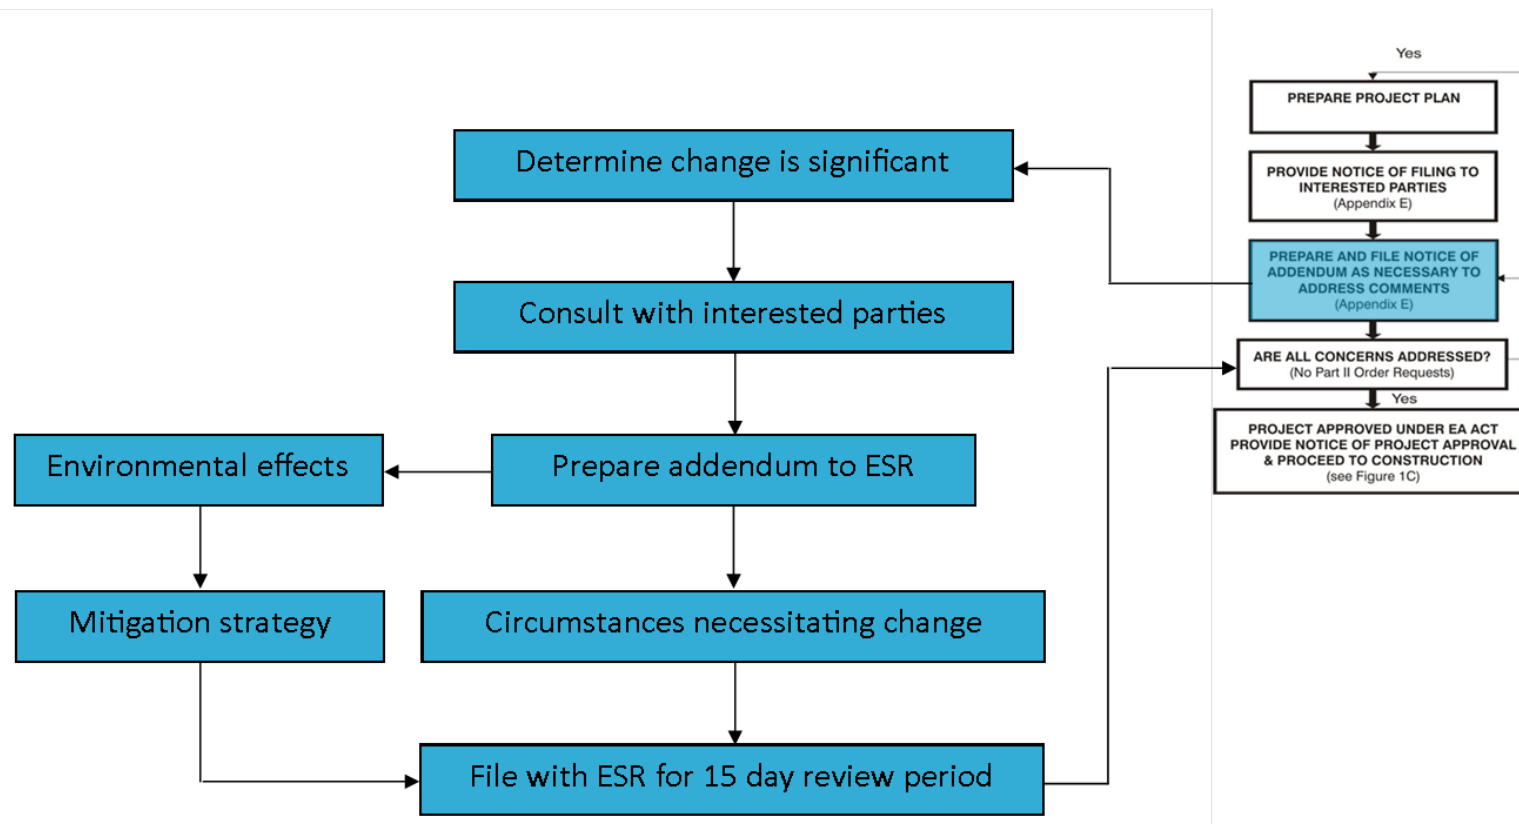 Determine change is significant
Consult with interested parties
Environmental effects
Prepare addendum to ESR
Mitigation strategy
Circumstances necessitating change
File with ESR for 15 day review period
Yes
PREPARE PROJECT PLAN
PROVIDE NOTICE OF FILING TO
INTERESTED PARTIES
(Appendix E)
PREPARE AND FILE NOTICE OF
ADDENDUM AS NECESSARY TO
ADDRESS COMMENTS
(Appendix E)
ARE ALL CONCERNS ADDRESSED?
(No Part II Order Requests)
Yes
PROJECT APPROVED UNDER EA ACT
PROVIDE NOTICE OF PROJECT APPROVAL
& PROCEED TO CONSTRUCTION
(see Figure 1C)